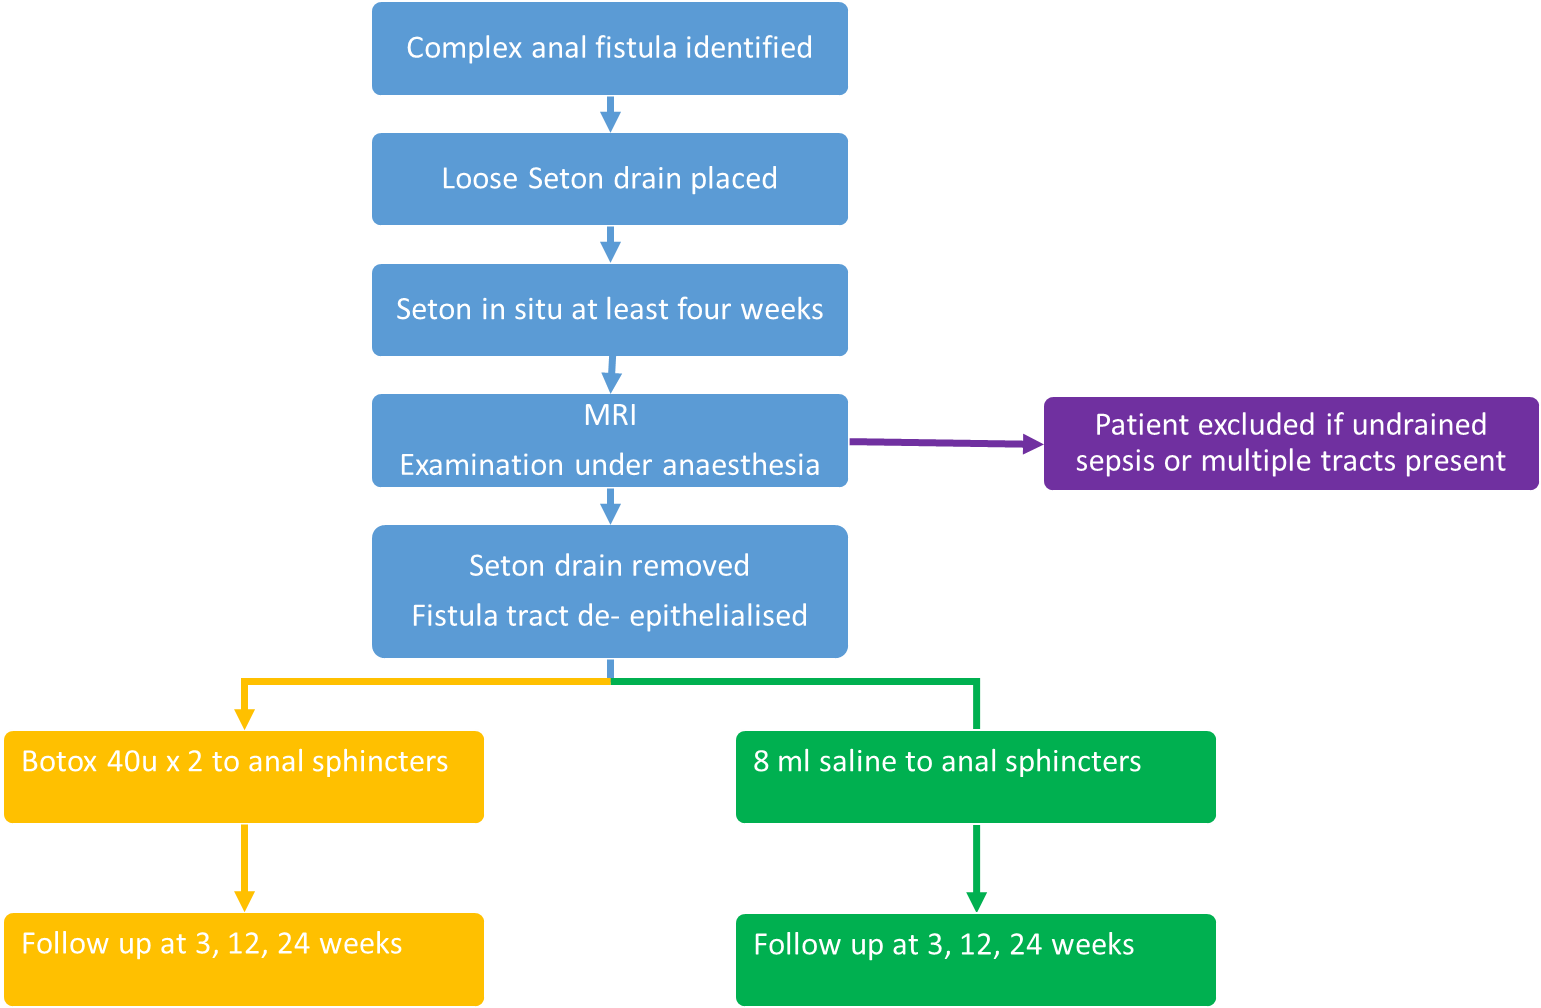 Complex anal fistula identified
Loose Seton drain placed
Seton in situ at least four weeks
MRI
Examination under anaesthesia
Patient excluded if undrained
sepsis or multiple tracts present
Seton drain removed
Fistula tract de- epithelialised
Botox 40u x 2 to anal sphincters
8 ml saline to anal sphincters
Follow up at 3, 12, 24 weeks
Follow up at 3, 12, 24 weeks